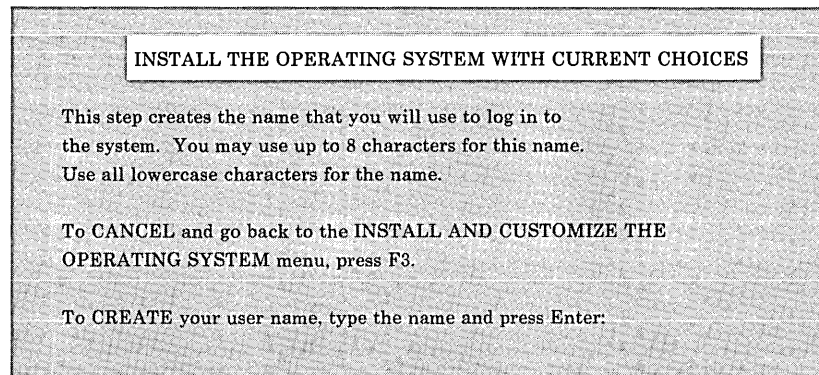 INSTALL THE OPERATING SYSTEM WITH CURRENT CHOICES
This step creates the name that you will use to log in to
the system. You may use up to 8 characters for this name.
Use all lowercase characters for the name.
To CANCEL and go back to the INSTALL AND CUSTOMIZE THE
OPERATING SYSTEM menu, press F3.
To CREATE your user name, type the name and press Enter: